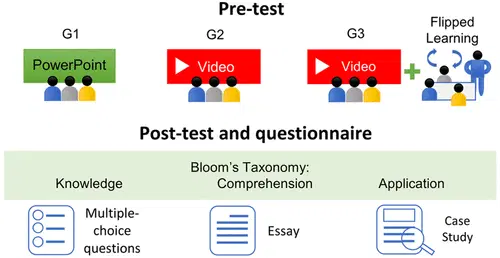 Pre-test
G1
G2
G3
Flipped
Learning
PowerPoint
Video
Video
Post-test and questionnaire
Bloom's Taxonomy:
Knowledge
Comprehension
Application
Multiple-
choice
questions
Essay
Case
Study